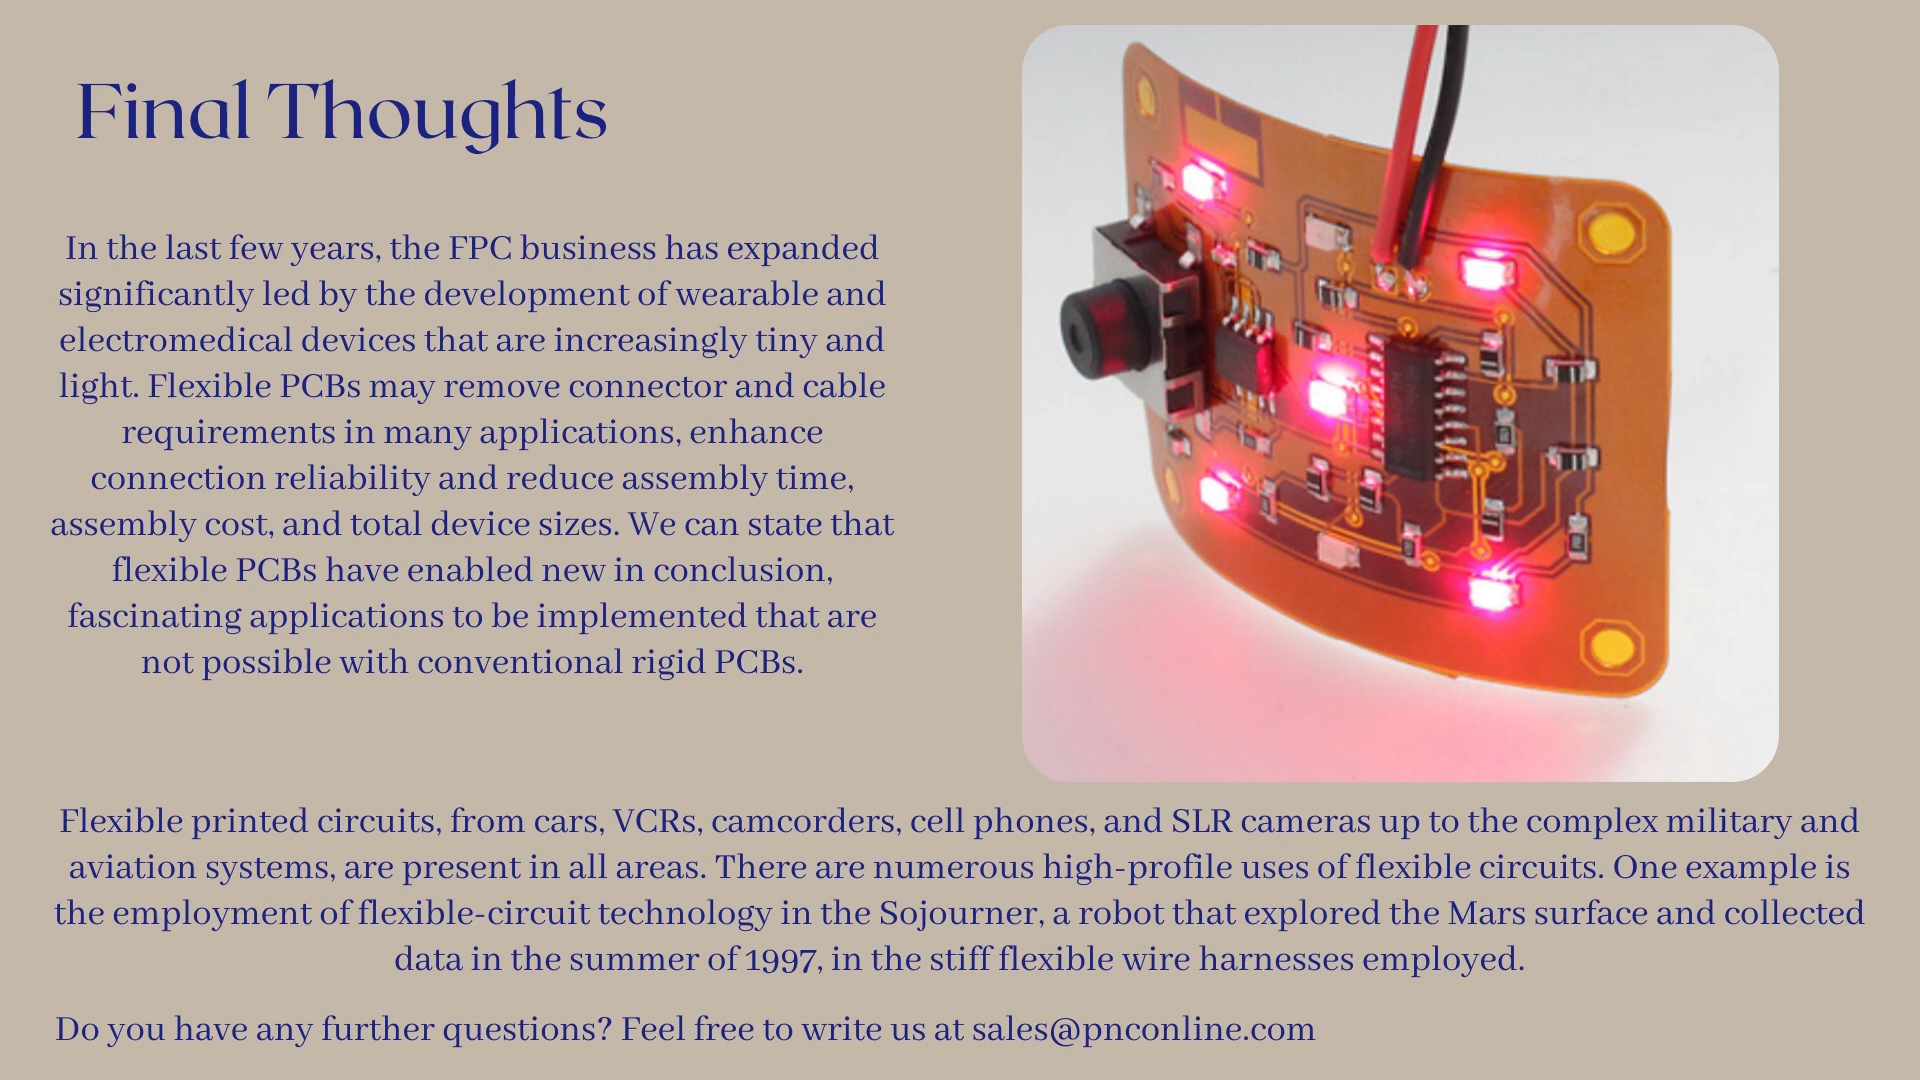 Final Thoughts
In the last few years, the FPC business has expanded
significantly led by the development of wearable and
electromedical devices that are increasingly tiny and
light. Flexible PCBs may remove connector and cable
requirements in many applications, enhance
connection reliability and reduce assembly time,
assembly cost, and total device sizes. We can state that
flexible PCBs have enabled new in conclusion,
fascinating applications to be implemented that are
not possible with conventional rigid PCBs.
Flexible printed circuits, from cars, VCRs, camcorders, cell phones, and SLR cameras up to the complex military and
aviation systems, are present in all areas. There are numerous high-profile uses of flexible circuits. One example is
the employment of flexible-circuit technology in the Sojourner, a robot that explored the Mars surface and collected
data in the summer of 1997, in the stiff flexible wire harnesses employed.
Do you have any further questions? Feel free to write us at sales@pnconline.com